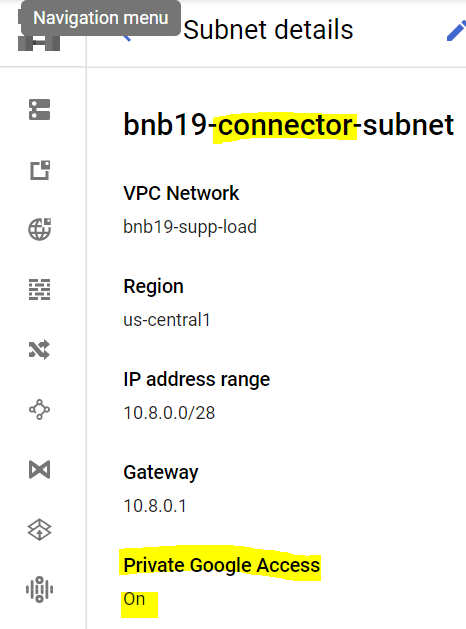 Navigation menu
Subnet details
bnb19-connector-subnet
VPC Network
bnb19-supp-load
Region
us-central1
IP address range
10.8.0.0/28
Gateway
10.8.0.1
Private Google Access
On